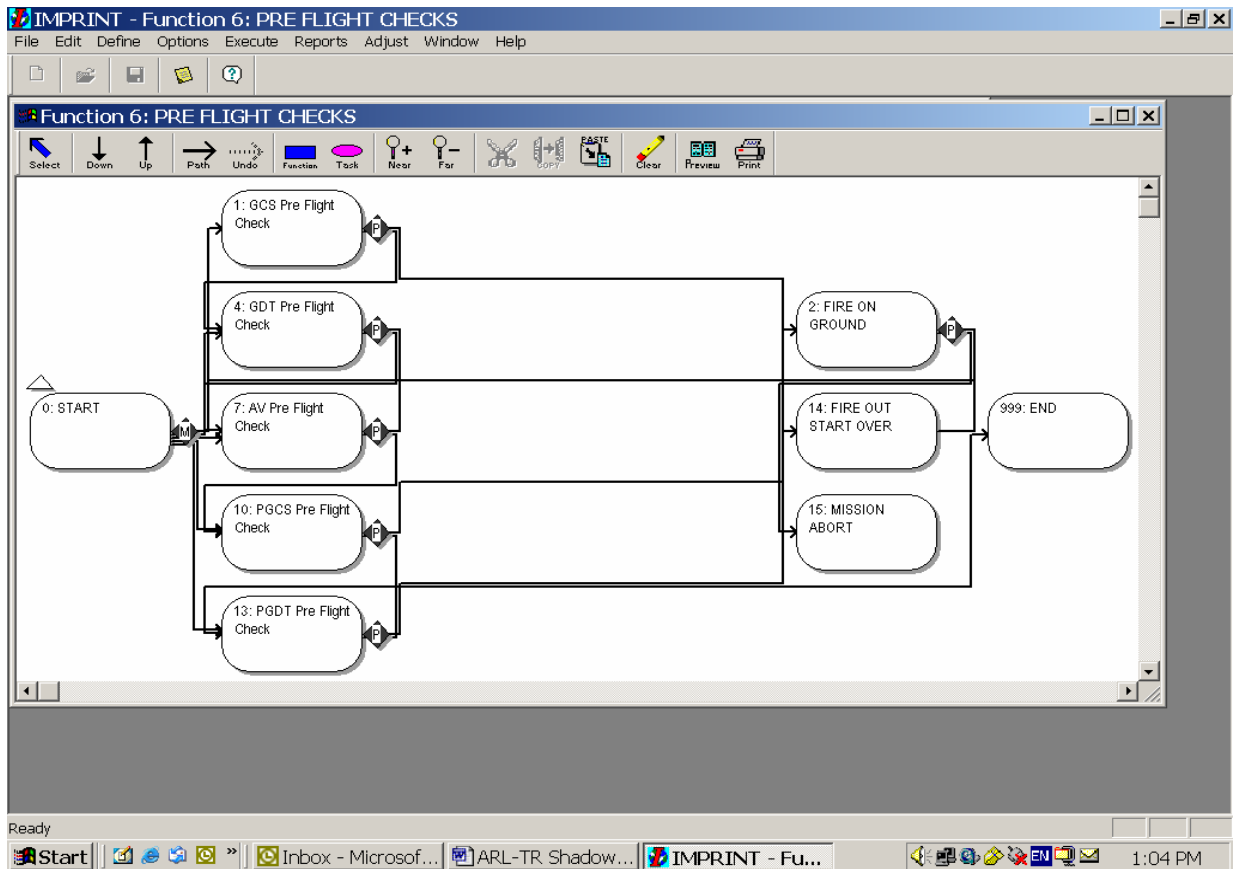 IMPRINT - Function 6: PRE FLIGHT CHECKS
File Edit Define Options Execute Reports Adjust Window Help
Function 6: PRE FLIGHT CHECKS
Select Down Up Path Undo Function Task Near Far COPY PASTE Clear Preview Print
1: GCS Pre Flight
Check
P
4: GDT Pre Flight
Check
P
2: FIRE ON
GROUND
P
0: START
M
7: AV Pre Flight
Check
P
14: FIRE OUT
START OVER
999: END
10: PGCS Pre Flight
Check
P
15: MISSION
ABORT
13: PGDT Pre Flight
Check
P
Ready
Start » Inbox - Microsof... ARL-TR Shadow... IMPRINT - Fu... EN 1:04 PM